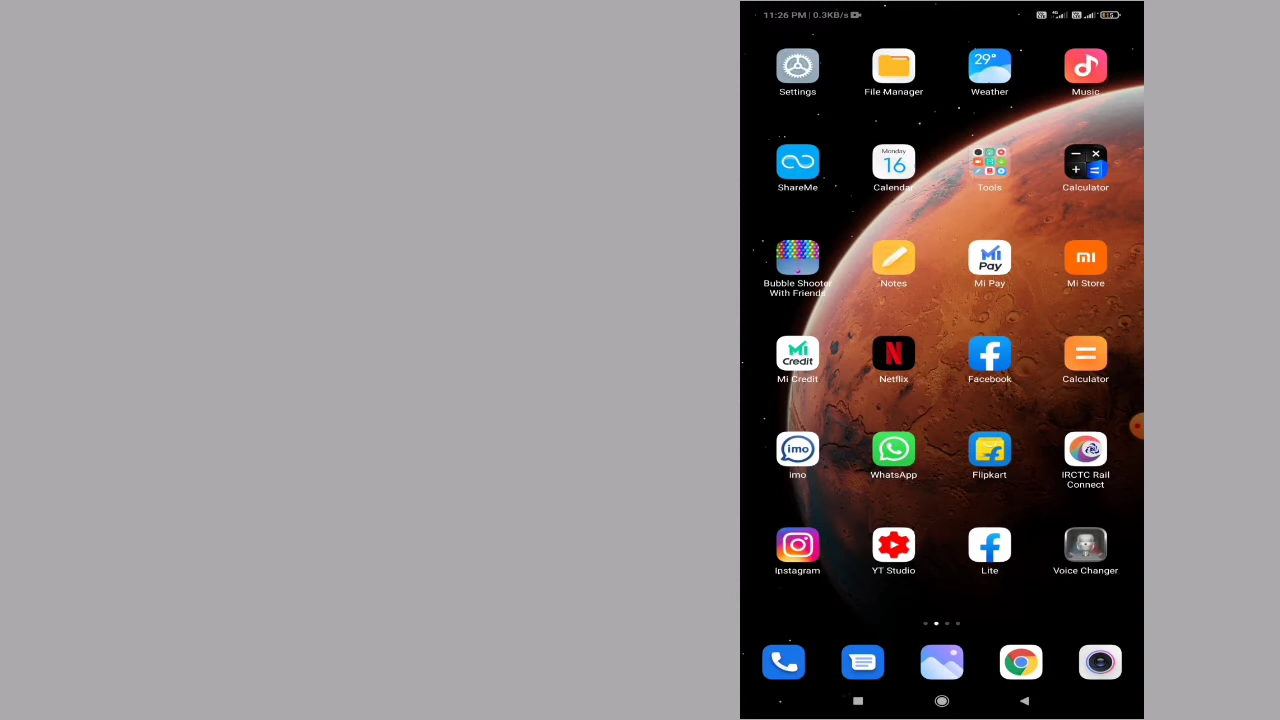 11:26 PM | 0.3KB/s
29°
Settings
File Manager
Weather
Music
Monday
16
ShareMe
Calendar
Tools
Calculator
Mi Pay
mi
Bubble Shooter
With Friends
Notes
Mi Pay
Mi Store
Mi Credit
N
Mi Credit
Netflix
Facebook
Calculator
imo
imo
WhatsApp
Flipkart
IRCTC Rail
Connect
Instagram
YT Studio
Lite
Voice Changer